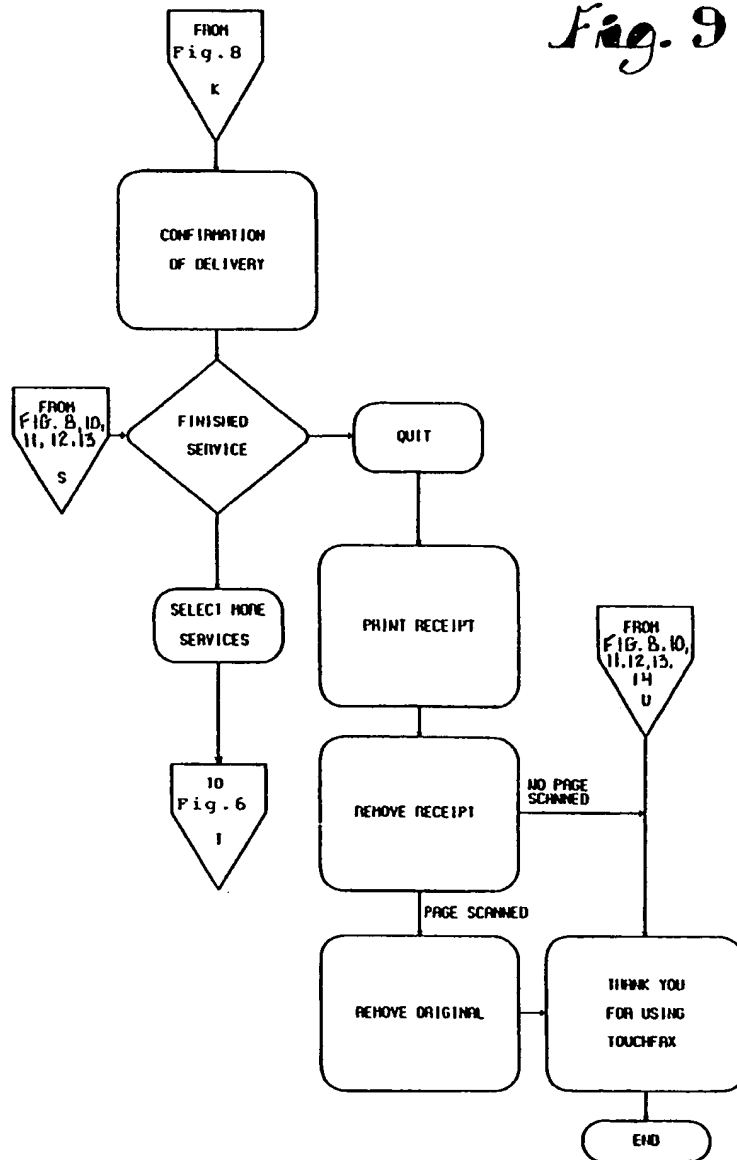 Fig. 9
FROM
Fig.8
K
CONFIRMATION
OF DELIVERY
FROM
FIG. 8,10,
11, 12,13
S
FINISHED
SERVICE
QUIT
SELECT MORE
SERVICES
PRINT RECEIPT
FROM
FIG. 8.10,
11.12,13.
14
U
10
Fig.6
T
REMOVE RECEIPT
NO PAGE
SCANNED
PAGE SCANNED
REMOVE ORIGINAL
THANK YOU
FOR USING
TOUCHFAX
END